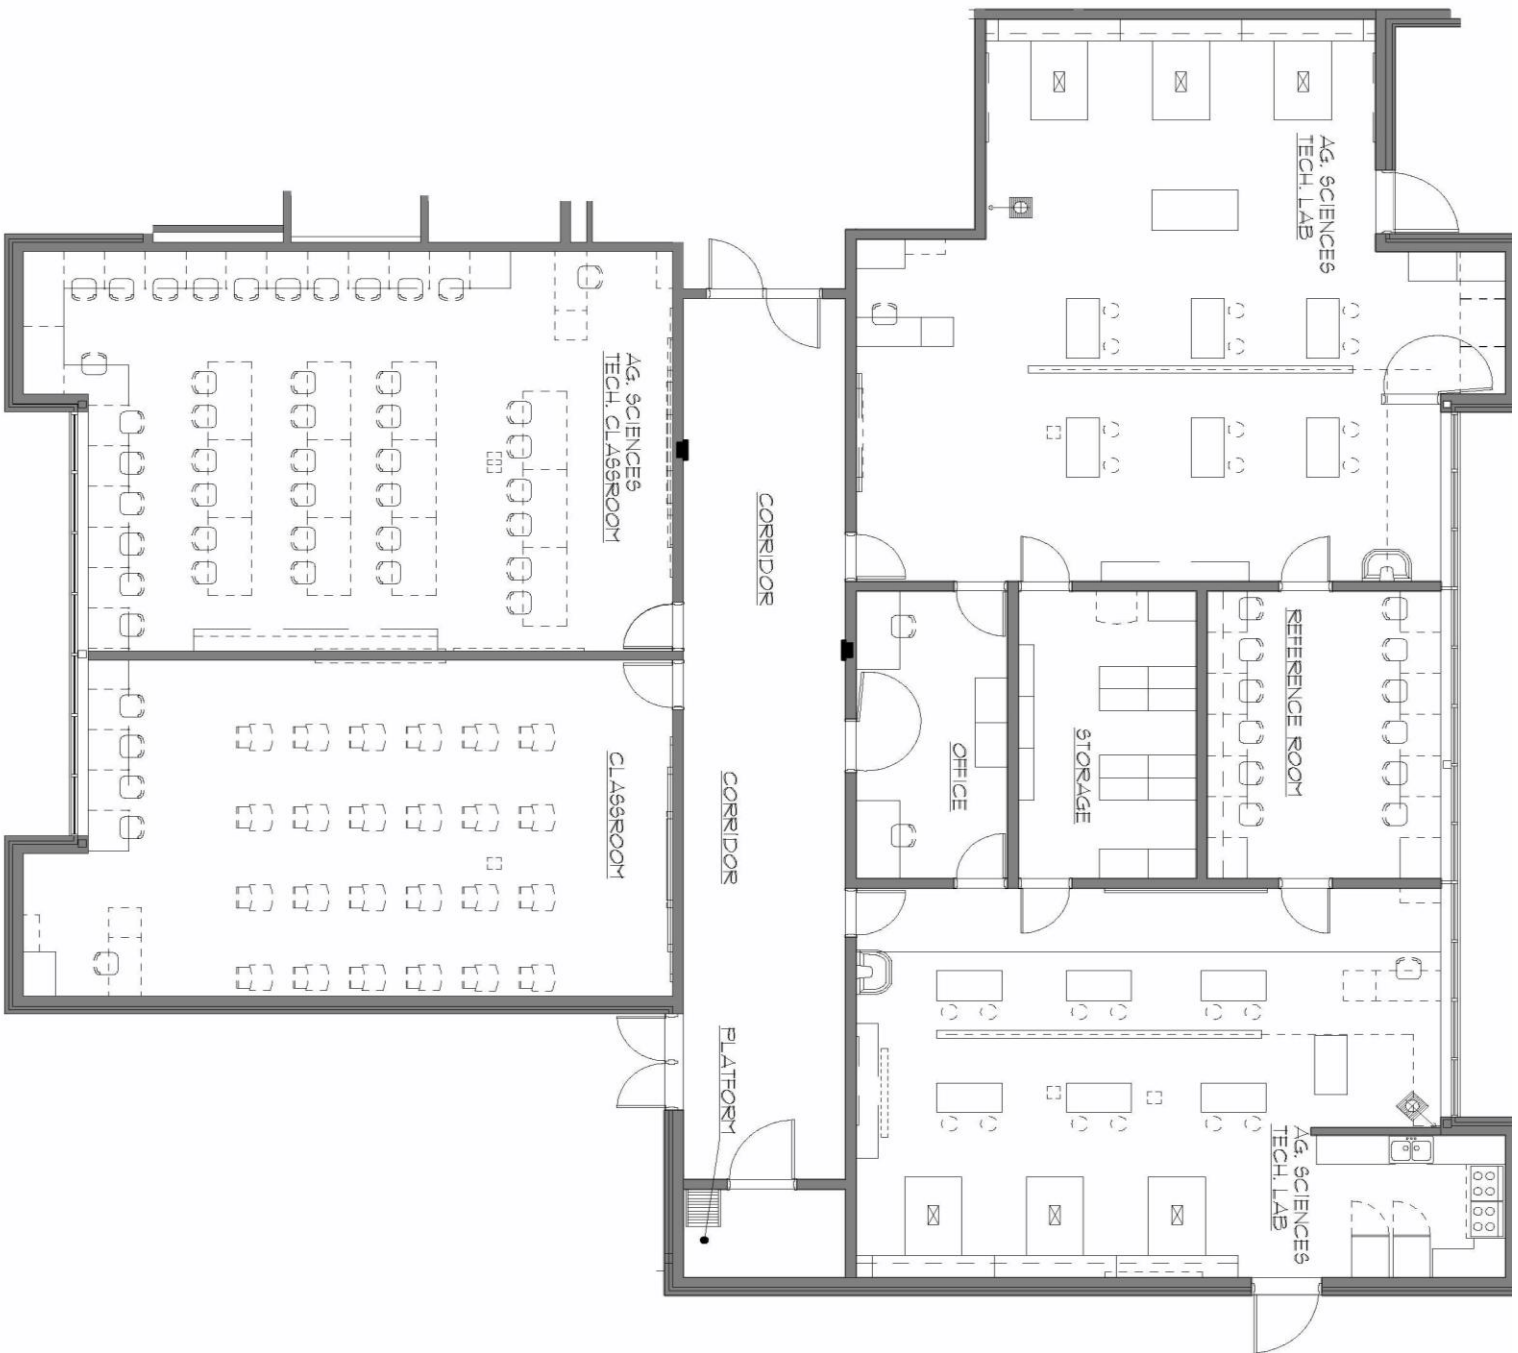 AG. SCIENCES
TECH. LAB
AG. SCIENCES
TECH. CLASSROOM
CORRIDOR
REFERENCE ROOM
STORAGE
OFFICE
CLASSROOM
CORRIDOR
PLATFORM
AG. SCIENCES
TECH. LAB